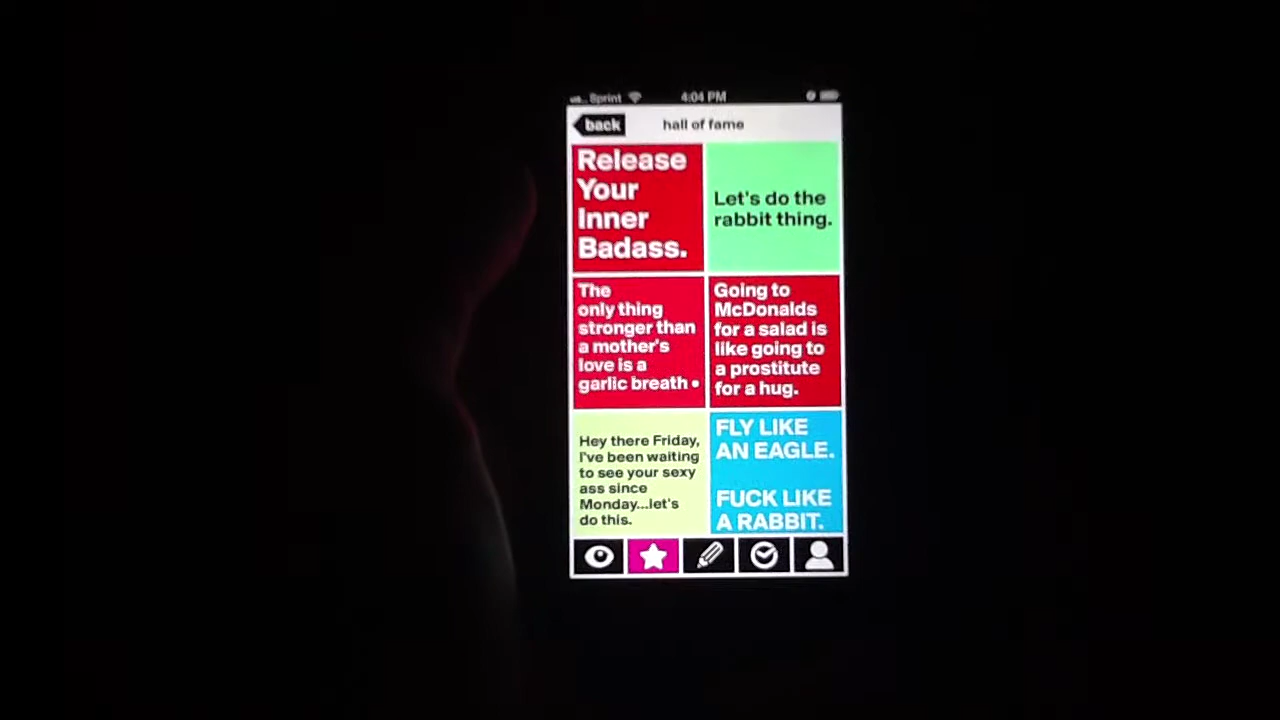 Sprint 4:04 PM
back hall of fame
Release
Your
Inner
Badass.
Let's do the
rabbit thing.
The
only thing
stronger than
a mother's
love is a
garlic breath •
Going to
McDonalds
for a salad is
like going to
a prostitute
for a hug.
Hey there Friday,
I've been waiting
to see your sexy
ass since
Monday...let's
do this.
FLY LIKE
AN EAGLE.
FUCK LIKE
A RABBIT.